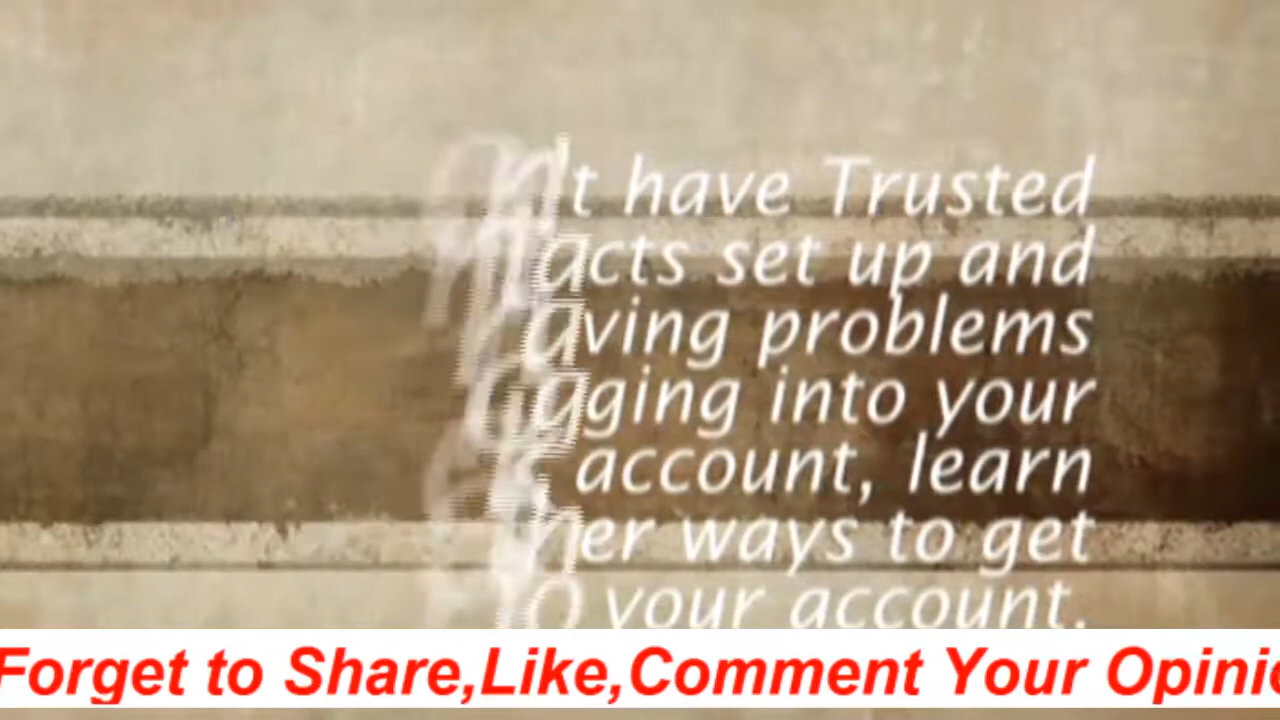 't have Trusted
acts set up and
aving problems
gging into your
account, learn
er ways to get
your account.
Forget to Share,Like,Comment Your Opinio